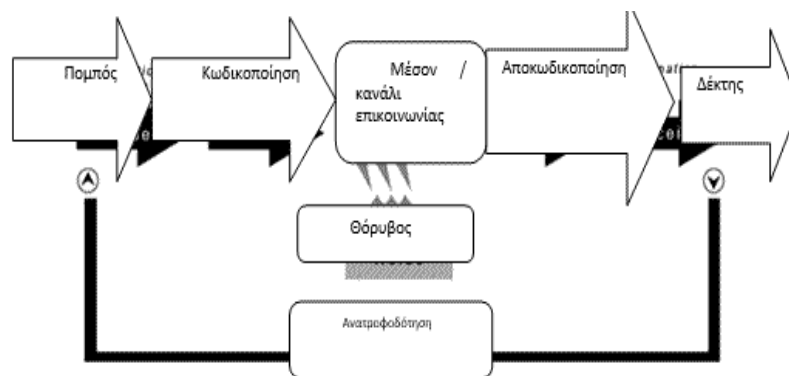 Πομπός
Κωδικοποίηση
Μέσον /
κανάλι
επικοινωνίας
Αποκωδικοποίηση
Δέκτης
Θόρυβος
Ανατροφοδότηση